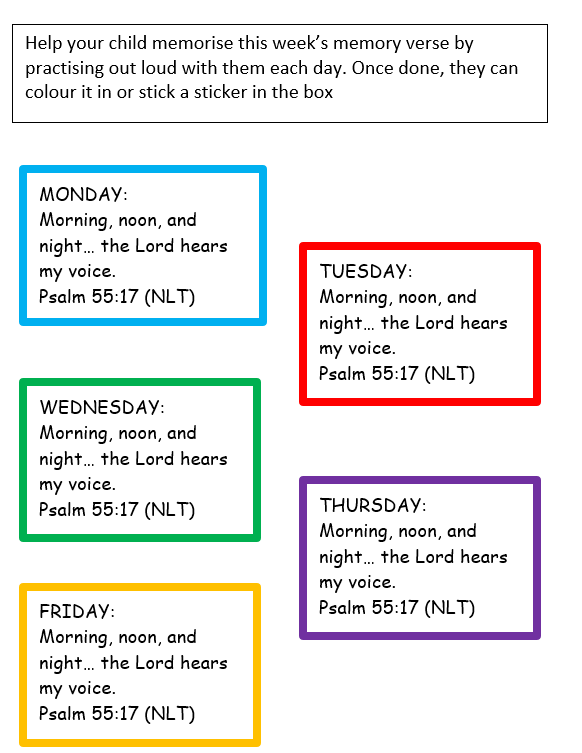 Help your child memorise this week’s memory verse by
practising out loud with them each day. Once done, they can
colour it in or stick a sticker in the box
MONDAY:
Morning, noon, and
night… the Lord hears
my voice.
Psalm 55:17 (NLT)
TUESDAY:
Morning, noon, and
night… the Lord hears
my voice.
Psalm 55:17 (NLT)
WEDNESDAY:
Morning, noon, and
night… the Lord hears
my voice.
Psalm 55:17 (NLT)
THURSDAY:
Morning, noon, and
night… the Lord hears
my voice.
Psalm 55:17 (NLT)
FRIDAY:
Morning, noon, and
night… the Lord hears
my voice.
Psalm 55:17 (NLT)